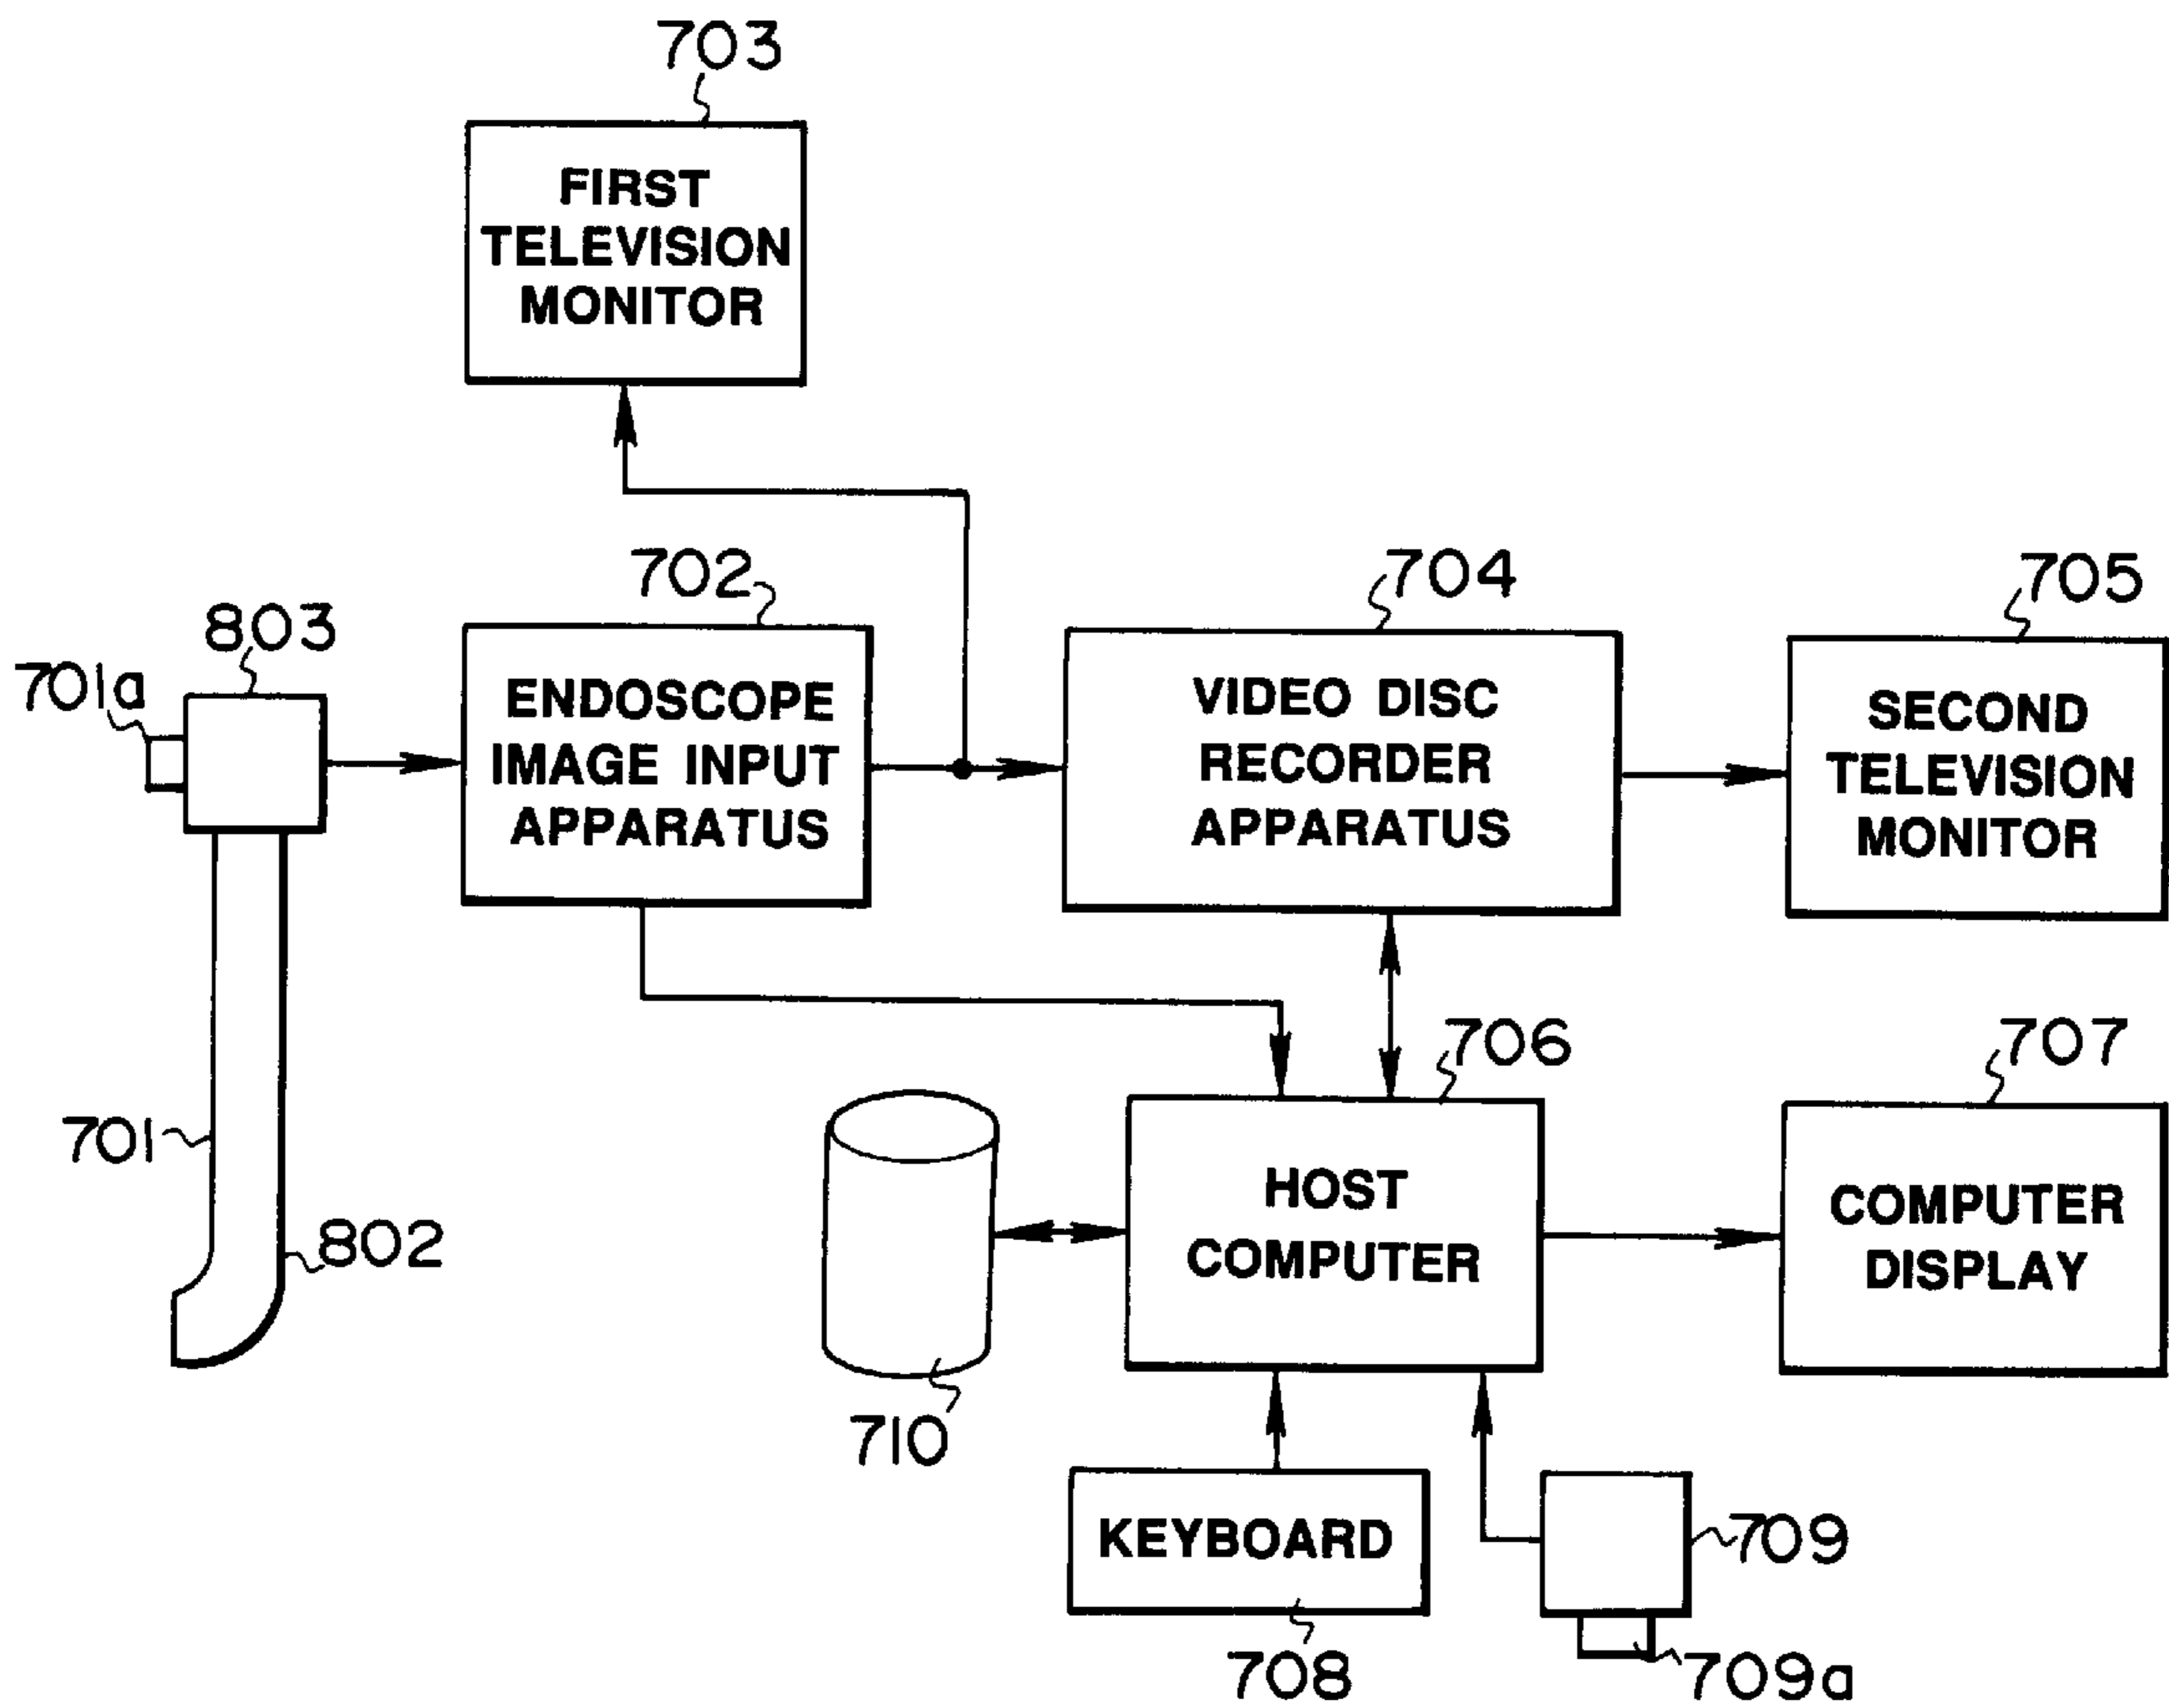 703
FIRST
TELEVISION
MONITOR
702
704
705
803
701a
ENDOSCOPE
IMAGE INPUT
APPARATUS
VIDEO DISC
RECORDER
APPARATUS
SECOND
TELEVISION
MONITOR
706
707
701
802
HOST
COMPUTER
COMPUTER
DISPLAY
710
KEYBOARD
709
708
709a